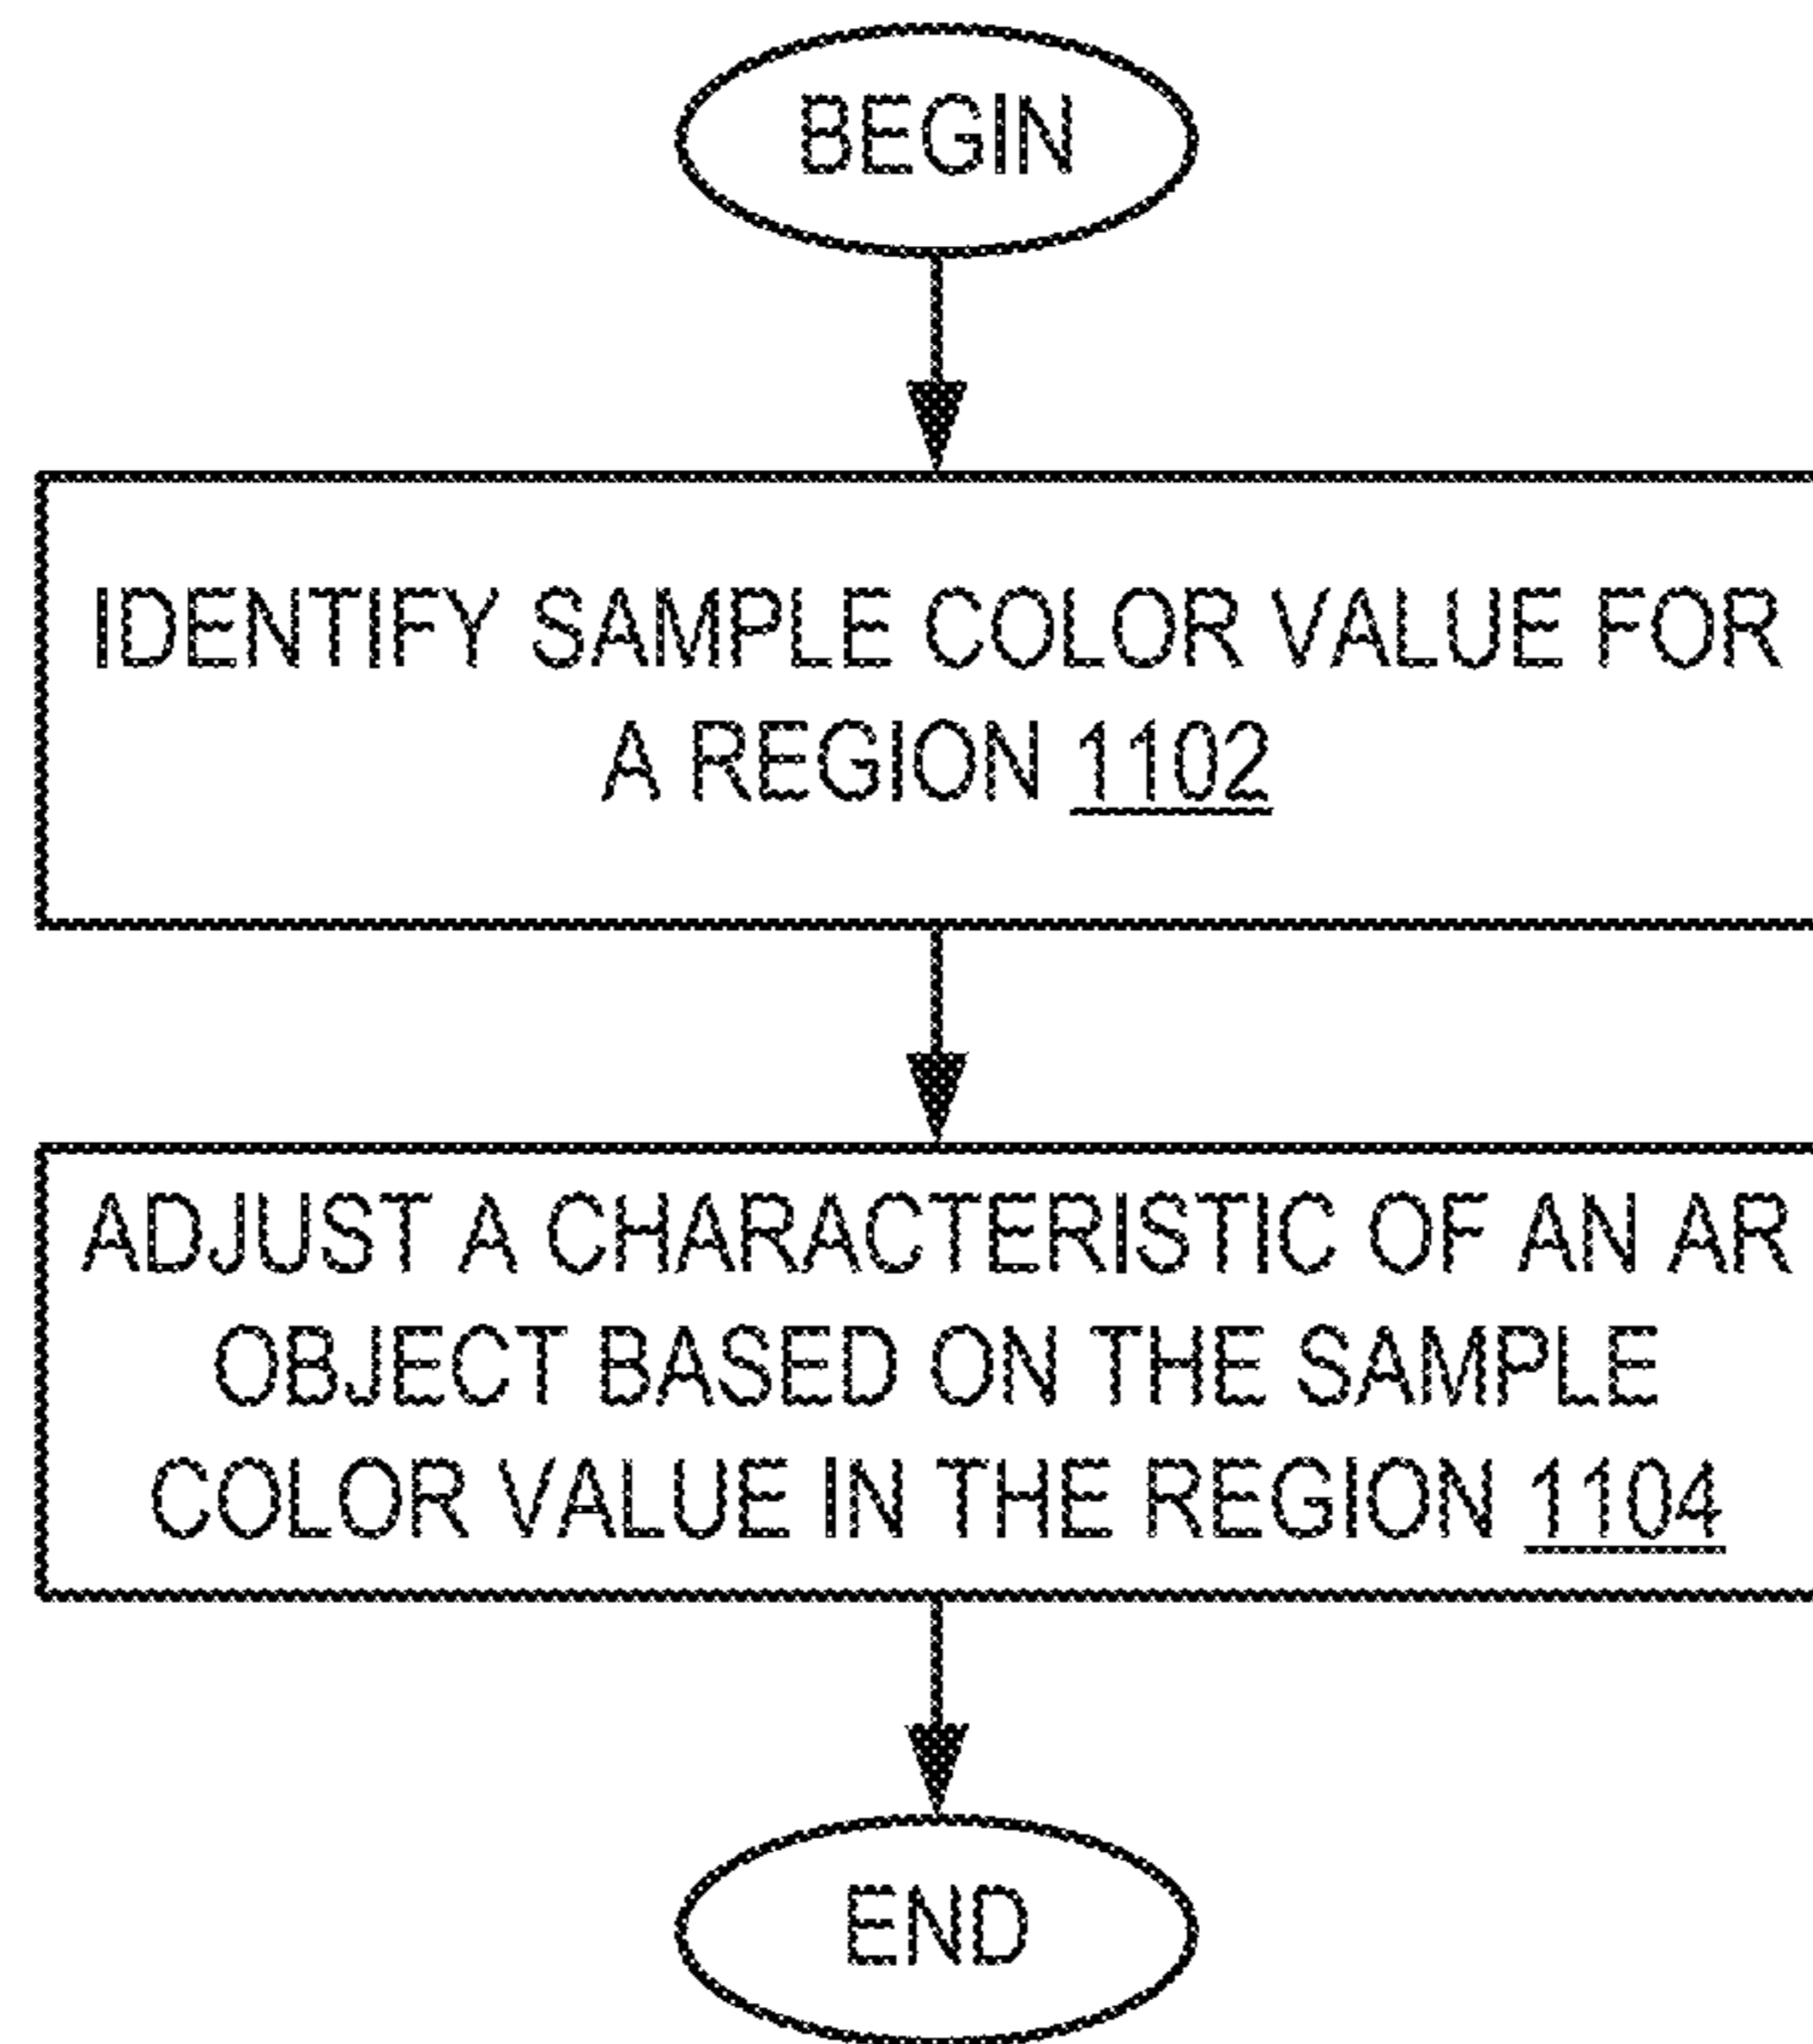 BEGIN
IDENTIFY SAMPLE COLOR VALUE FOR
A REGION 1102
ADJUST A CHARACTERISTIC OF AN AR
OBJECT BASED ON THE SAMPLE
COLOR VALUE IN THE REGION 1104
END